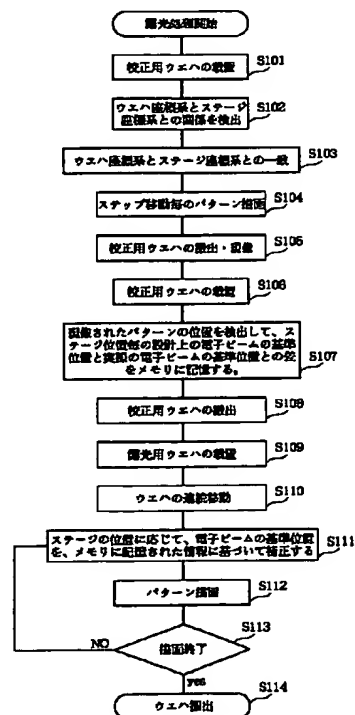 露光処理開始
S101
校正用ウエハの載置
S102
ウエハ座標系とステージ
座標系との関係を検出
S103
ウエハ座標系とステージ座標系との一致
S104
ステップ移動毎のパターン描画
S105
校正用ウエハの搬出・現像
S106
校正用ウエハの載置
現像されたパターンの位置を検出して、ス
テージ位置毎の設計上の電子ビームの基準
位置と実際の電子ビームの基準位置との差
をメモリに記憶する。
S107
S108
校正用ウエハの搬出
S109
露光用ウエハの載置
S110
ウエハの連続移動
ステージの位置に応じて、電子ビームの基準位置
を、メモリに記憶された情報に基づいて補正する
S111
S112
パターン描画
S113
NO
描画終了
yes
S114
ウエハ搬出